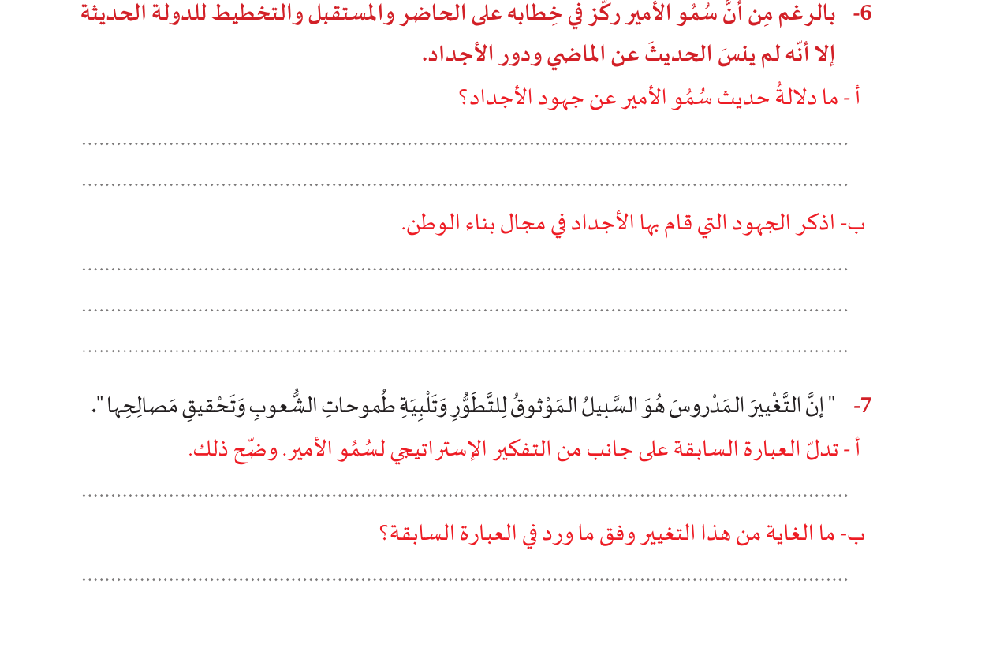 6- بالرغم مِن أنَّ سُمُو الأمير ركّز في خِطابه على الحاضر والمستقبل والتخطيط للدولة الحديثة
إلا أنّه لم ينسَ الحديثَ عن الماضي ودور الأجداد.
أ - ما دلالةُ حديث سُمُو الأمير عن جهود الأجداد؟
ب- اذكر الجهود التي قام بها الأجداد في مجال بناء الوطن.
7- " إنَّ التَّغْييرَ المَدْروسَ هُوَ السَّبيلُ المَوْثوقُ لِلتَّطَوُّرِ وَتَلْبِيَةِ طُموحاتِ الشُّعوبِ وَتَحْقيقِ مَصالِحِها ".
أ - تدلّ العبارة السابقة على جانب من التفكير الإستراتيجي لسُمُو الأمير. وضّح ذلك.
ب- ما الغاية من هذا التغيير وفق ما ورد في العبارة السابقة؟